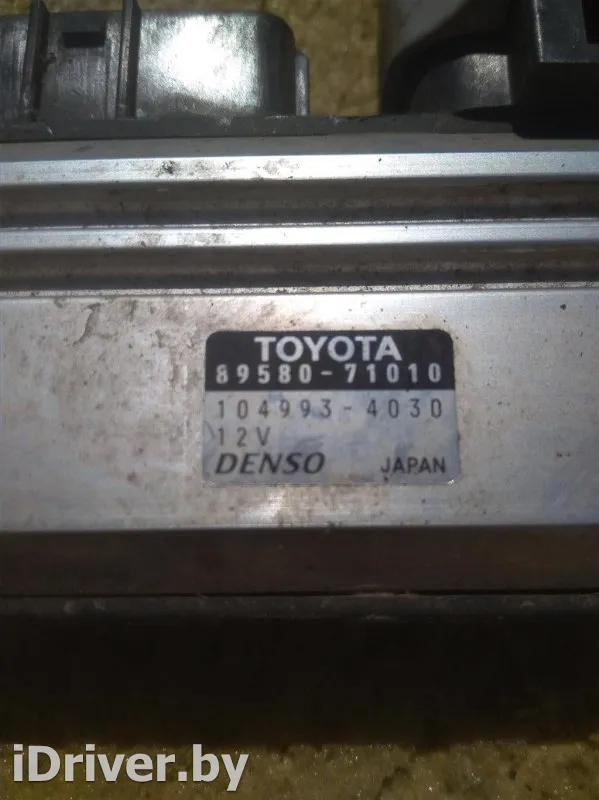 TOYOTA
89580-71010
104993-4030
12V
DENSO JAPAN
iDriver.by